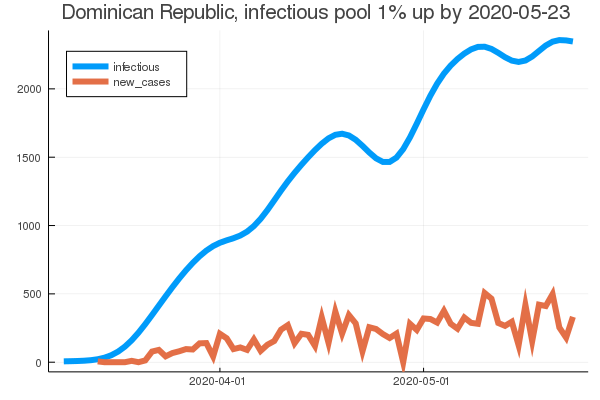 Dominican Republic, infectious pool 1% up by 2020-05-23
infectious
new_cases
2000
1500
1000
500
0
2020-04-01
2020-05-01